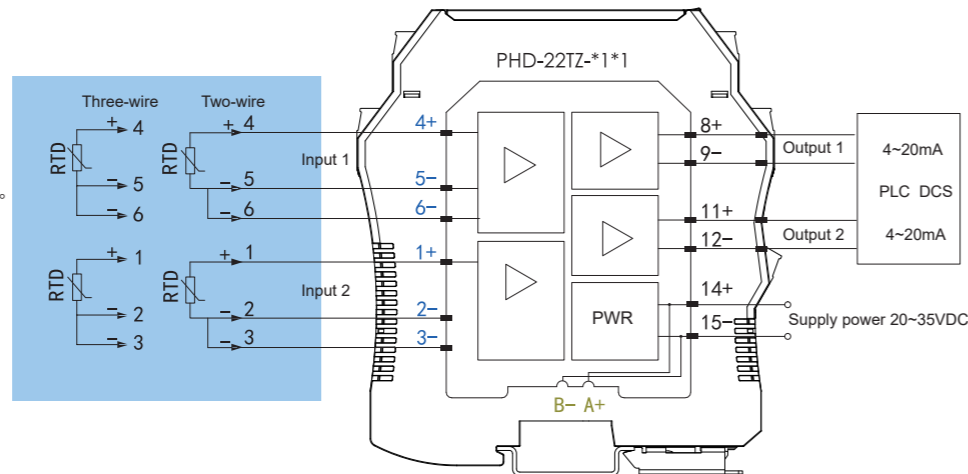 PHD-22TZ-*1*1
Three-wire
Two-wire
RTD
+ 4
− 5
− 6
RTD
+ 4
− 5
− 6
Input 1
4+
5−
6−
8+
9−
Output 1
4~20mA
PLC DCS
4~20mA
11+
12−
Output 2
RTD
+ 1
− 2
− 3
RTD
+ 1
− 2
− 3
Input 2
1+
2−
3−
PWR
14+
15−
Supply power 20~35VDC
B− A+